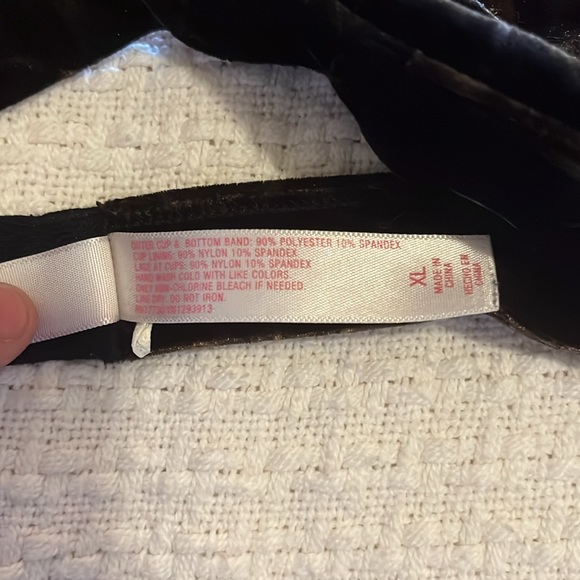 OUTER CUP & BOTTOM BAND: 90% POLYESTER 10% SPANDEX
CUP LINING: 90% NYLON 10% SPANDEX
LACE AT CUPS: 90% NYLON 10% SPANDEX
HAND WASH COLD WITH LIKE COLORS.
ONLY NON-CHLORINE BLEACH IF NEEDED.
LINE DRY. DO NOT IRON.
XL
MADE IN
CHINA
HECHO EN
CHINA